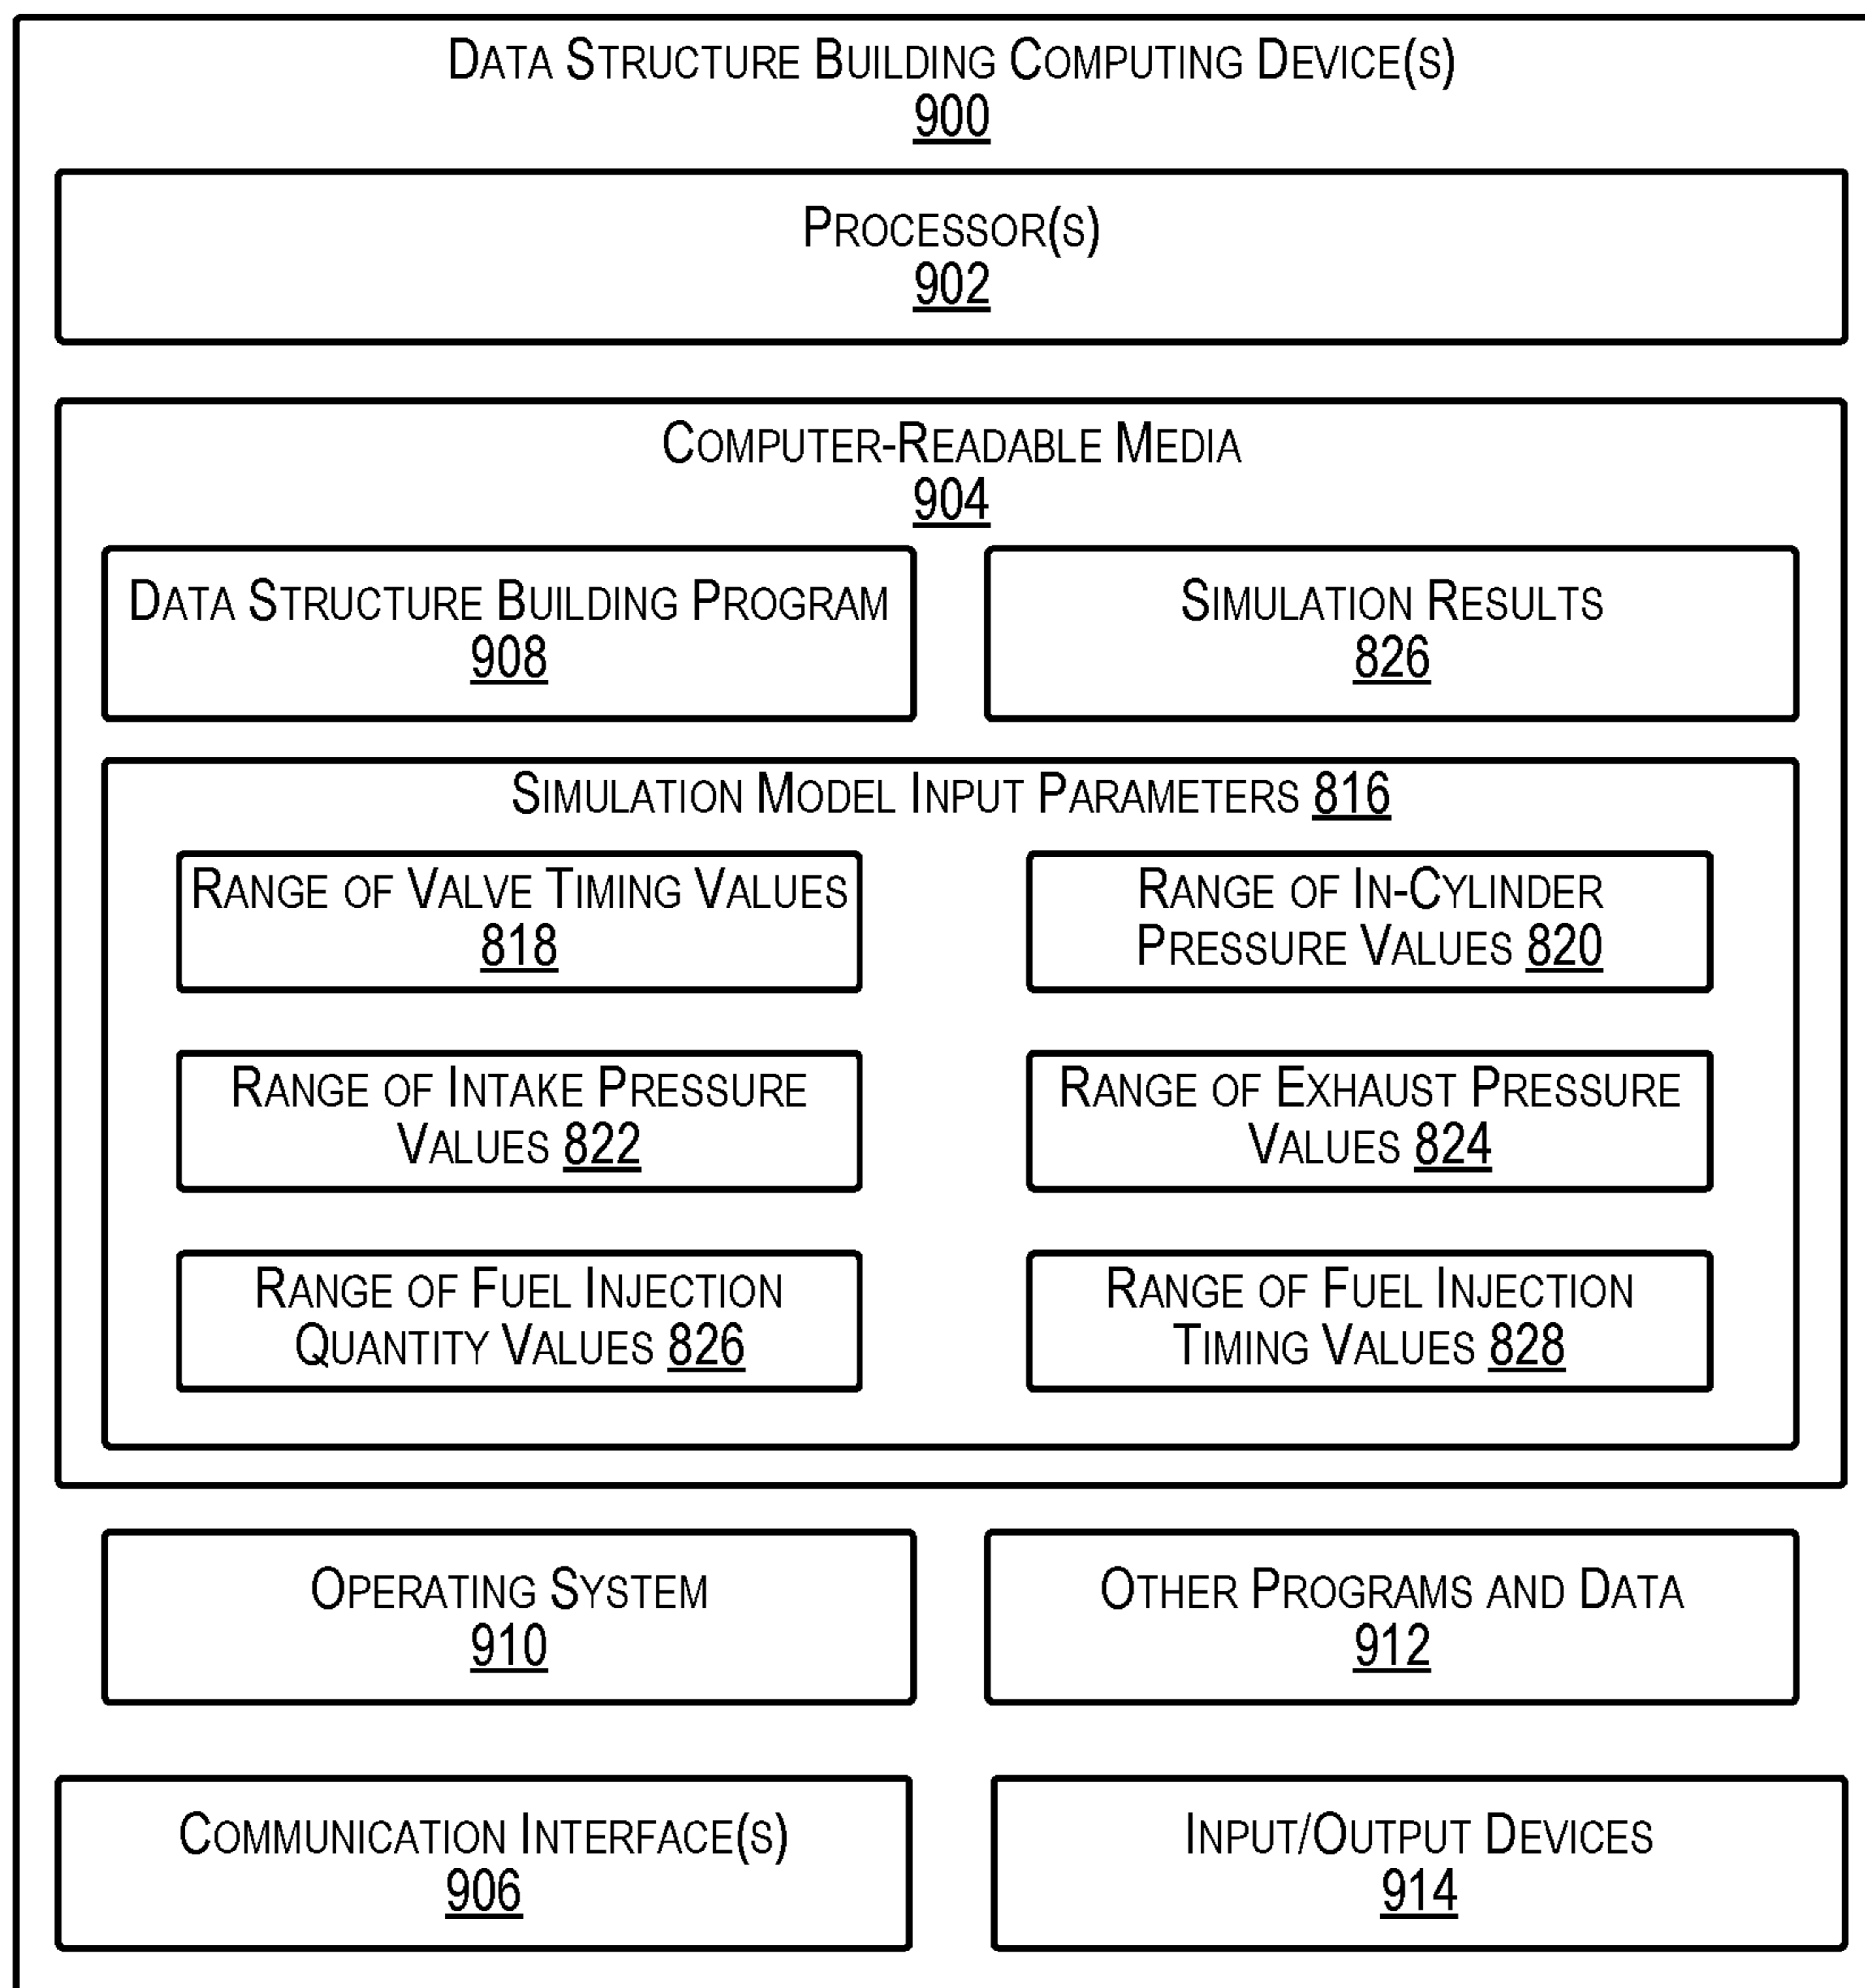 DATA STRUCTURE BUILDING COMPUTING DEVICE(S)
900
PROCESSOR(S)
902
COMPUTER-READABLE MEDIA
904
DATA STRUCTURE BUILDING PROGRAM
908
SIMULATION RESULTS
826
SIMULATION MODEL INPUT PARAMETERS 816
RANGE OF VALVE TIMING VALUES
818
RANGE OF IN-CYLINDER
PRESSURE VALUES 820
RANGE OF INTAKE PRESSURE
VALUES 822
RANGE OF EXHAUST PRESSURE
VALUES 824
RANGE OF FUEL INJECTION
QUANTITY VALUES 826
RANGE OF FUEL INJECTION
TIMING VALUES 828
OPERATING SYSTEM
910
OTHER PROGRAMS AND DATA
912
COMMUNICATION INTERFACE(S)
906
INPUT/OUTPUT DEVICES
914